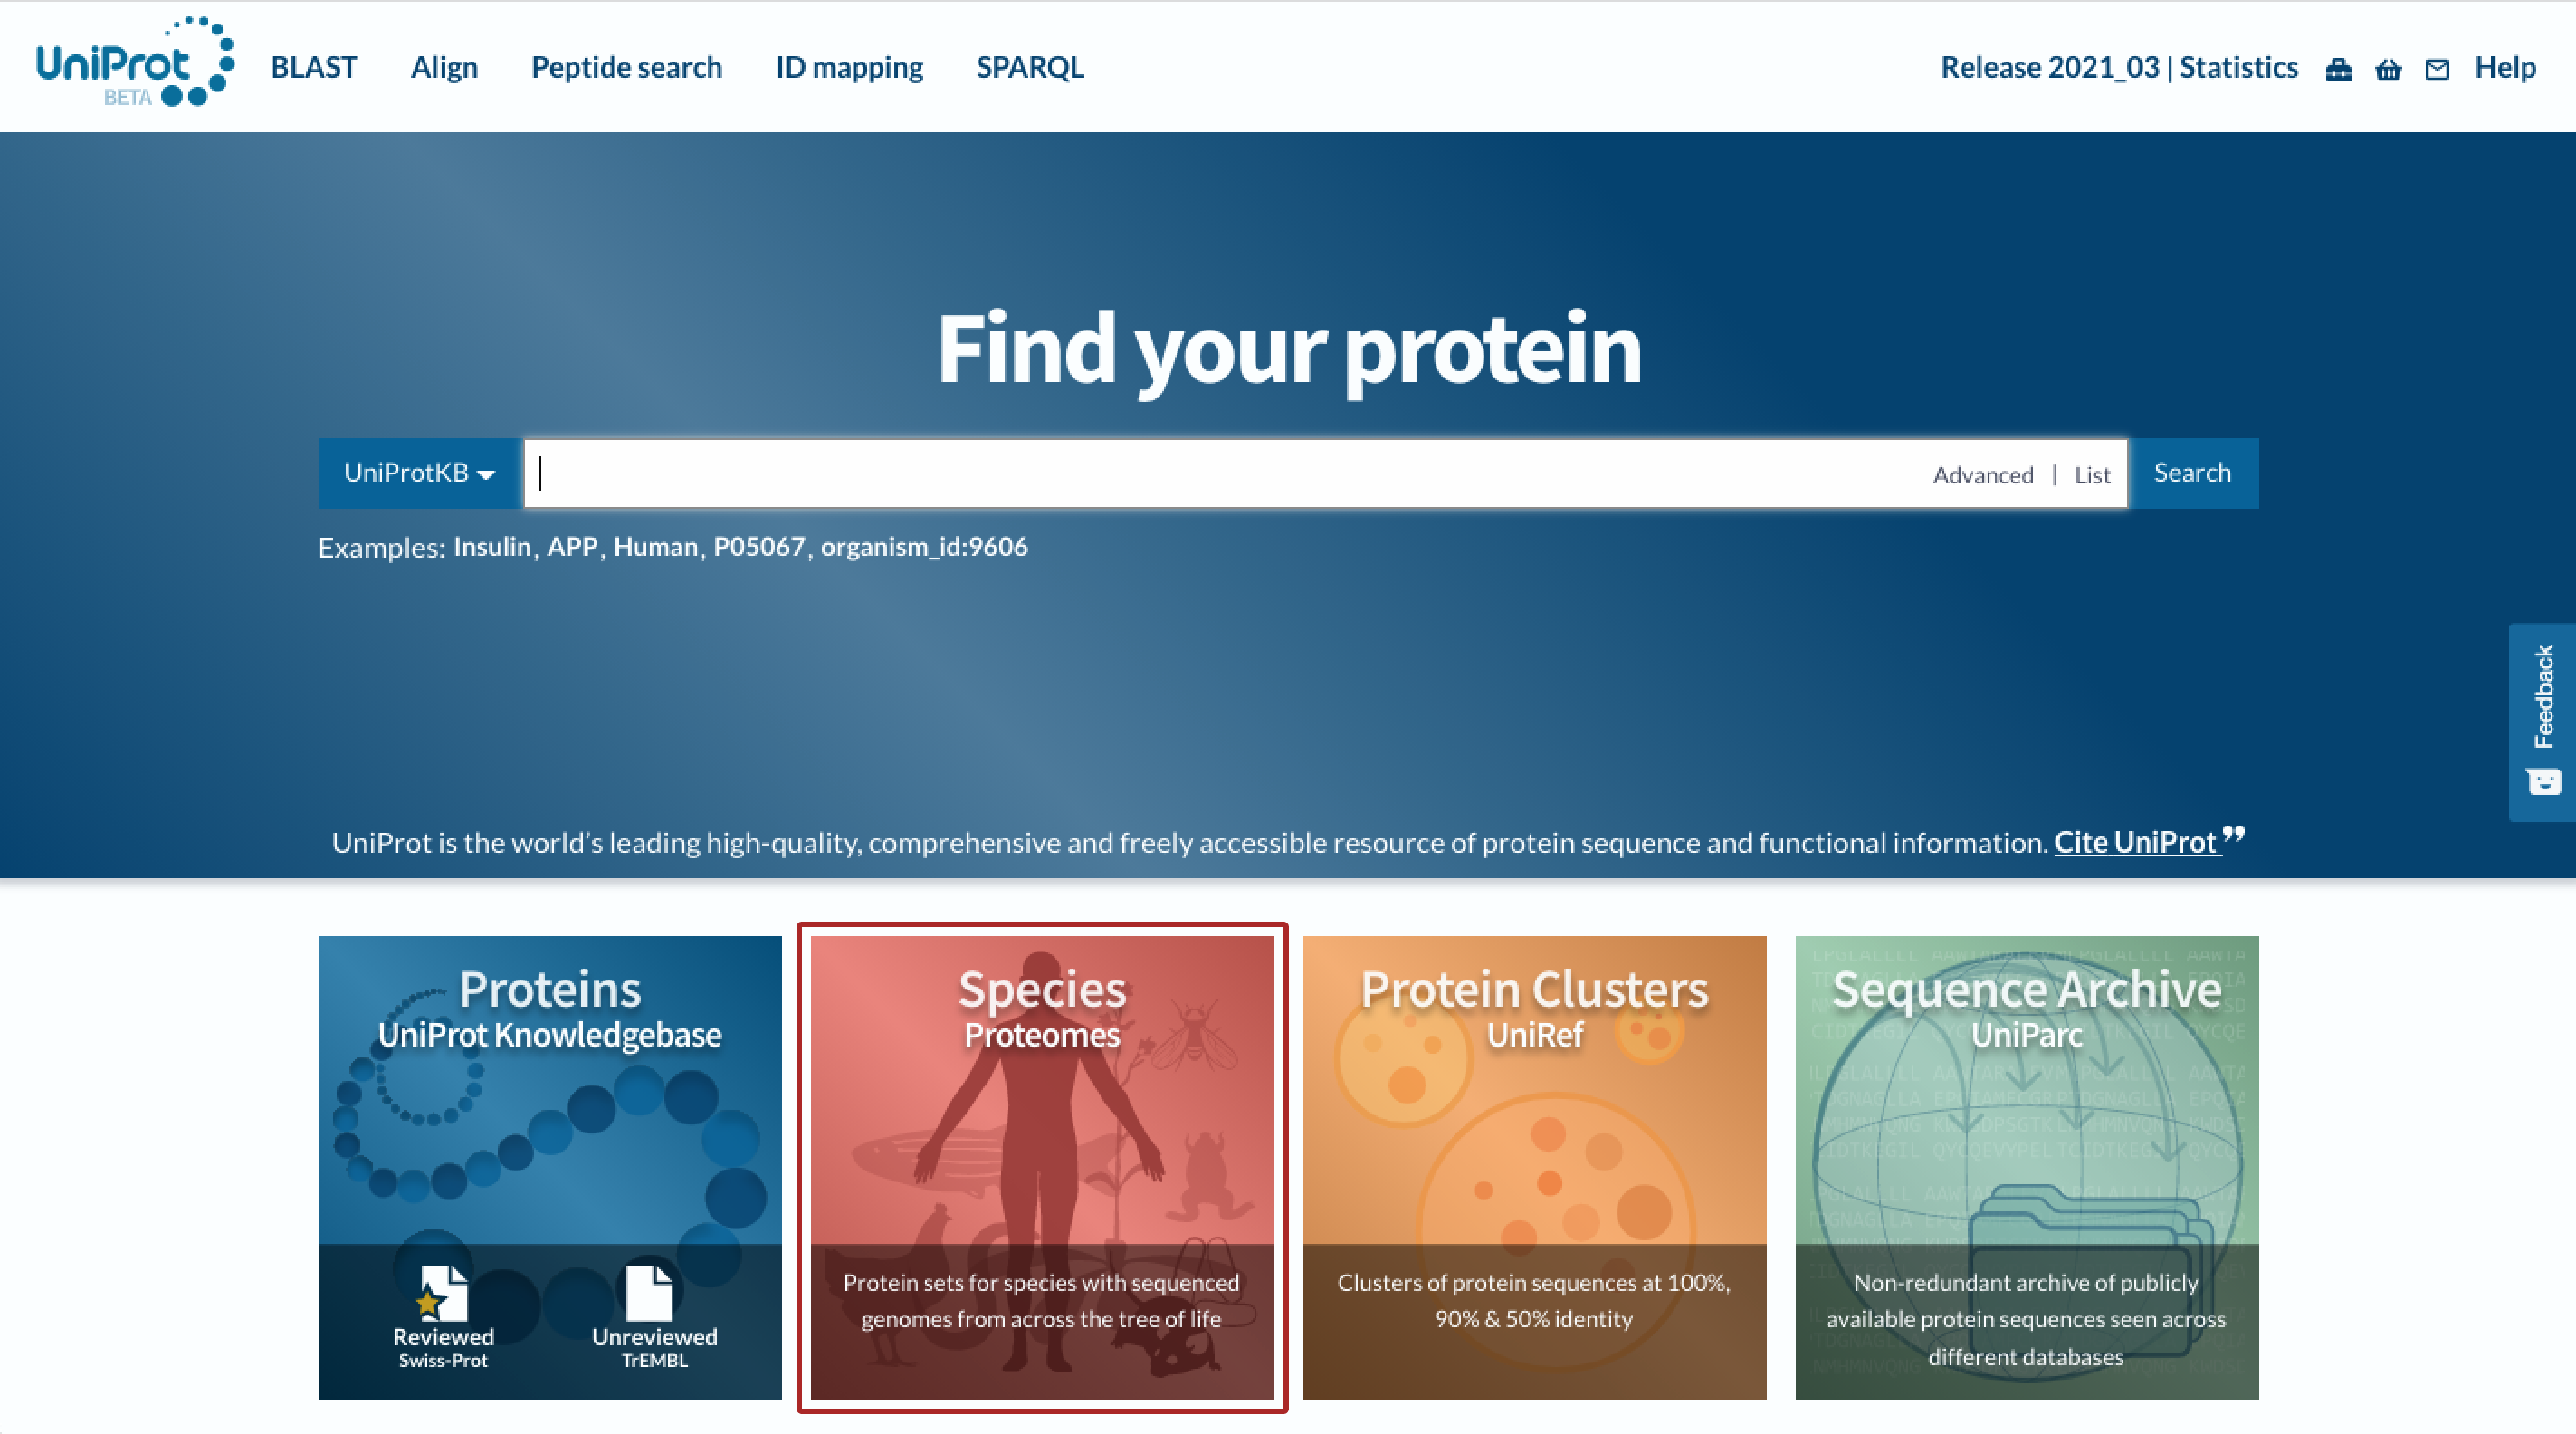 UniProt
BETA
BLAST Align Peptide search ID mapping SPARQL
Release 2021_03 | Statistics Help
Find your protein
UniProtKB
Advanced | List
Search
Examples: Insulin, APP, Human, P05067, organism_id:9606
Feedback
UniProt is the world's leading high-quality, comprehensive and freely accessible resource of protein sequence and functional information. Cite UniProt
Proteins
UniProt Knowledgebase
Reviewed
Swiss-Prot
Unreviewed
TrEMBL
Species
Proteomes
Protein sets for species with sequenced
genomes from across the tree of life
Protein Clusters
UniRef
Clusters of protein sequences at 100%,
90% & 50% identity
Sequence Archive
UniParc
Non-redundant archive of publicly
available protein sequences seen across
different databases